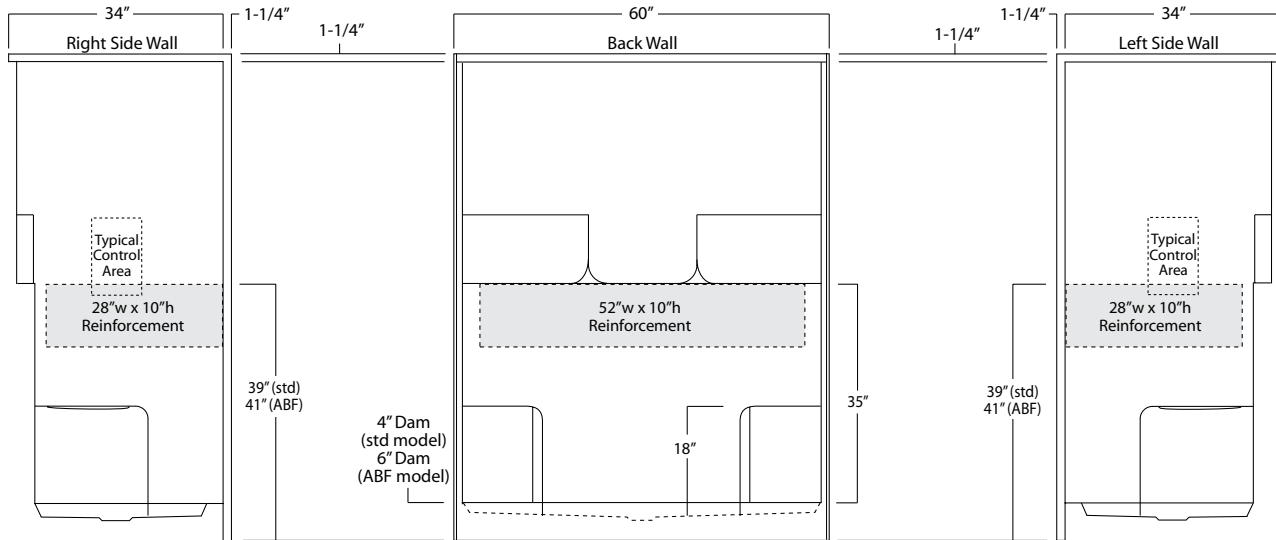 34”
1-1/4”
60”
1-1/4”
34”
Right Side Wall
1-1/4”
Back Wall
1-1/4”
Left Side Wall
Typical
Control
Area
Typical
Control
Area
28”w x 10”h
Reinforcement
52”w x 10”h
Reinforcement
28”w x 10”h
Reinforcement
39” (std)
41” (ABF)
4” Dam
(std model)
6” Dam
(ABF model)
18”
35”
39” (std)
41” (ABF)